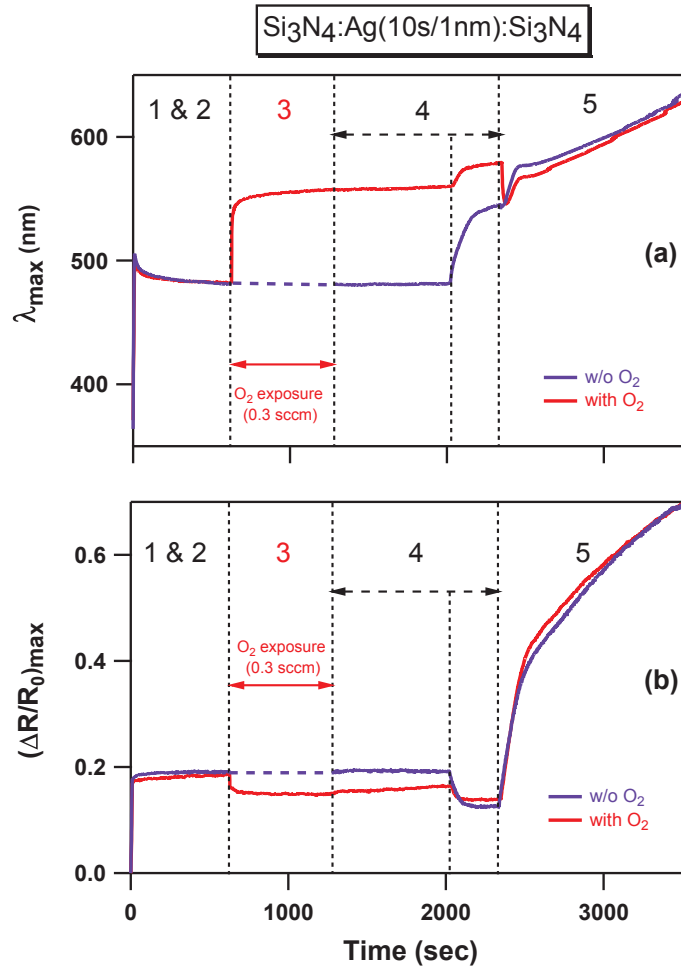 Si₃N₄:Ag(10s/1nm):Si₃N₄
1 & 2
3
4
5
600
500
400
λmax (nm)
(a)
O₂ exposure
(0.3 sccm)
w/o O₂
with O₂
1 & 2
3
4
5
0.6
0.4
0.2
0.0
(ΔR/R₀)max
O₂ exposure
(0.3 sccm)
(b)
w/o O₂
with O₂
0
1000
2000
3000
Time (sec)